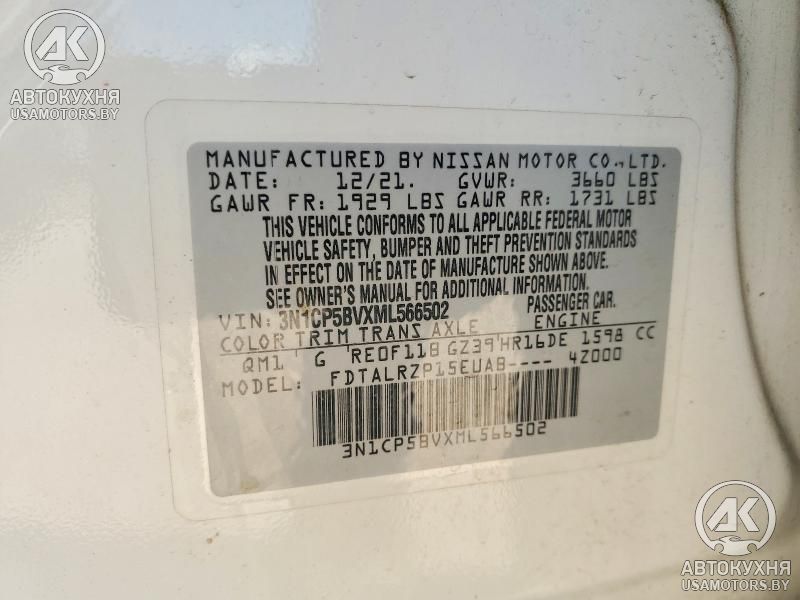 AK
АВТОКУХНЯ
USAMOTORS.BY
MANUFACTURED BY NISSAN MOTOR CO., LTD.
DATE: 12/21. GVWR: 3660 LBS
GAWR FR: 1929 LBS GAWR RR: 1731 LBS
THIS VEHICLE CONFORMS TO ALL APPLICABLE FEDERAL MOTOR
VEHICLE SAFETY, BUMPER AND THEFT PREVENTION STANDARDS
IN EFFECT ON THE DATE OF MANUFACTURE SHOWN ABOVE.
SEE OWNER'S MANUAL FOR ADDITIONAL INFORMATION.
VIN: 3N1CP5BVXML566502 PASSENGER CAR.
COLOR TRIM TRANS AXLE ENGINE
QM1 G RE0F11B GZ39 HR16DE 1598 CC
MODEL: FDTALRZP15EUAB---- 4Z000
3N1CP5BVXML566502
AK
АВТОКУХНЯ
USAMOTORS.BY